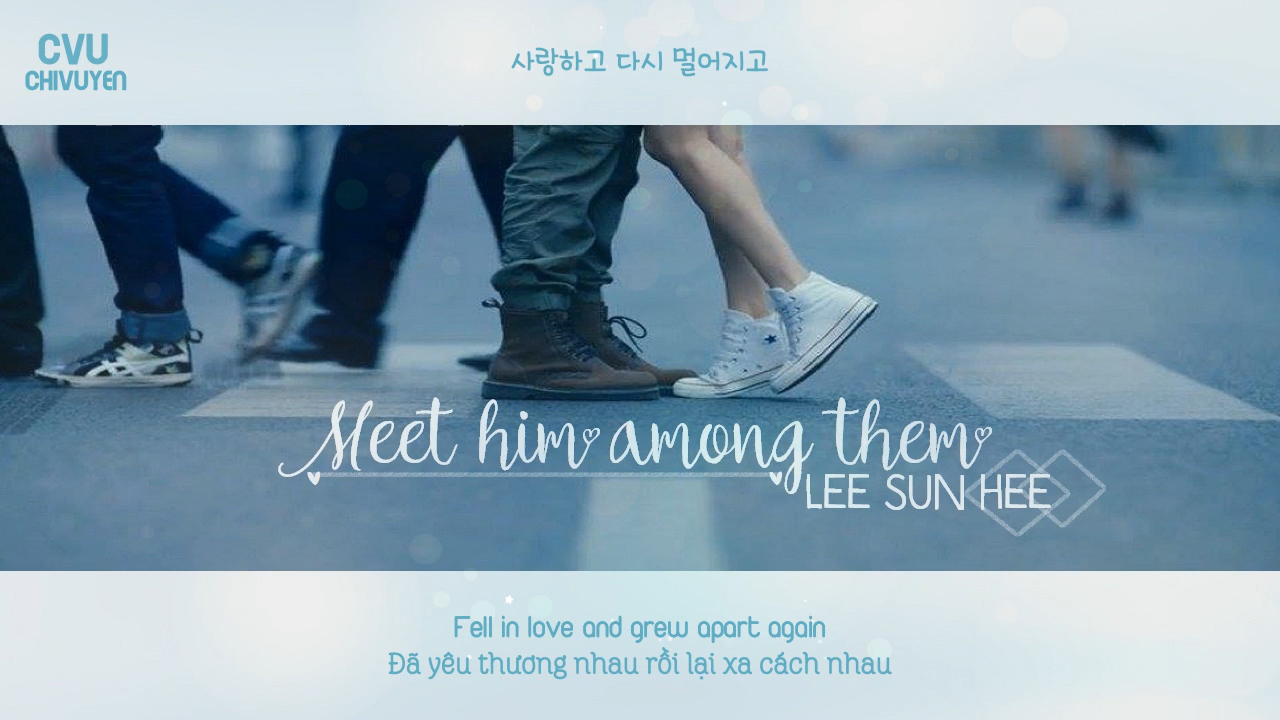 CVU
CHIVUYEN
사랑하고 다시 멀어지고
Meet him among them
LEE SUN HEE
Fell in love and grew apart again
Đã yêu thương nhau rồi lại xa cách nhau